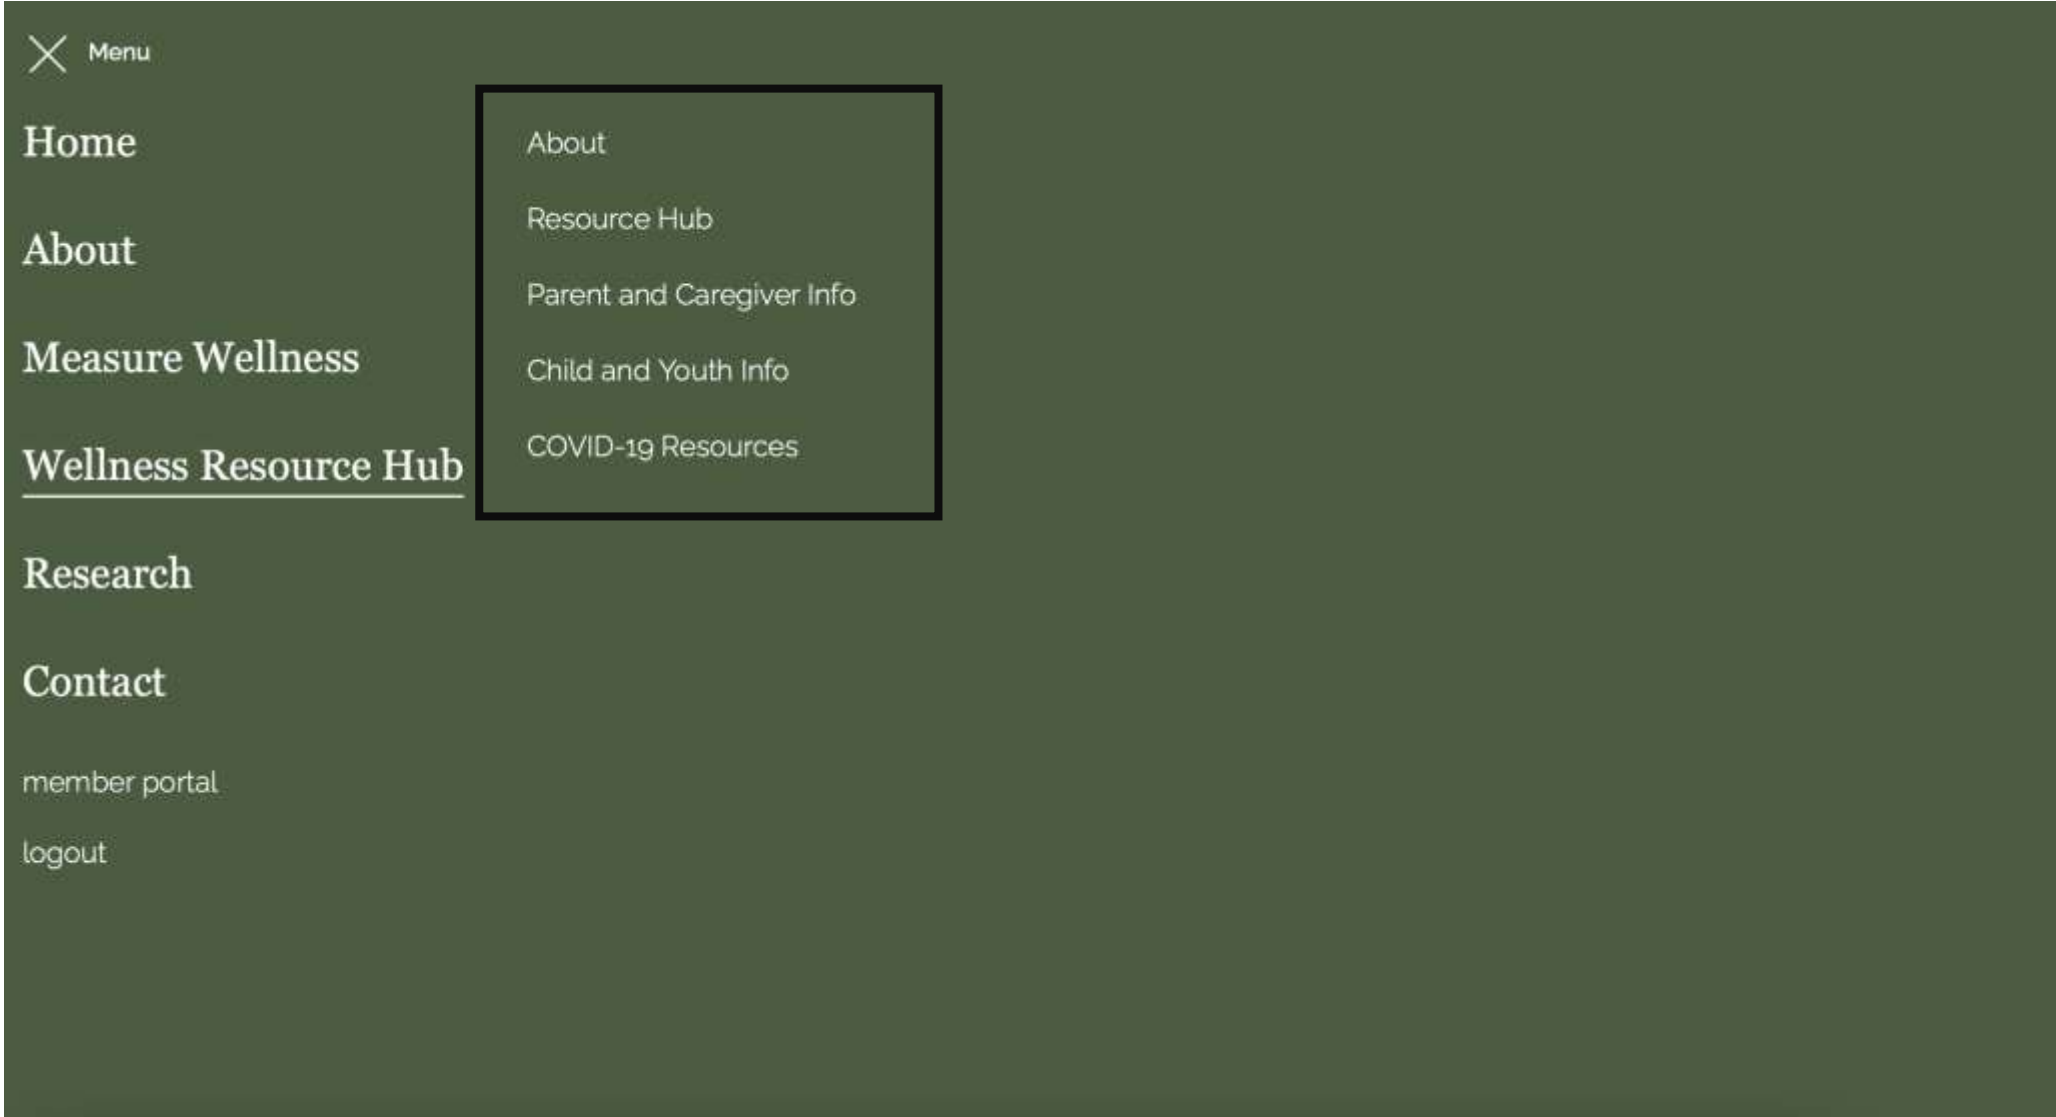 Menu
Home
About
Measure Wellness
Wellness Resource Hub
Research
Contact
member portal
logout
About
Resource Hub
Parent and Caregiver Info
Child and Youth Info
COVID-19 Resources